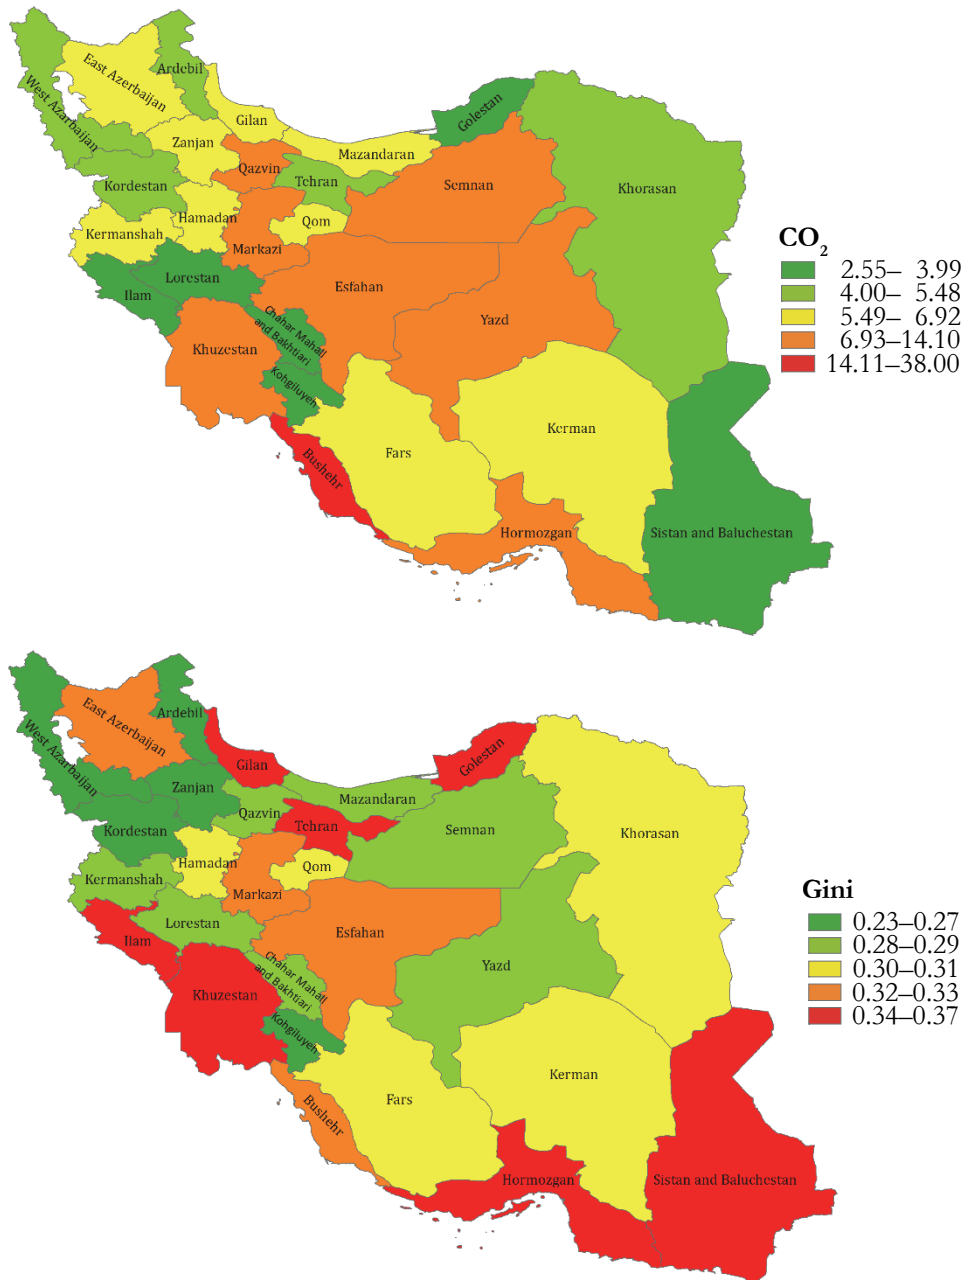 East Azerbaijan
Ardebil
West Azarbaijan
Golestan
Gilan
Zanjan
Mazandaran
Qazvin
Tehran
Semnan
Khorasan
Kordestan
Hamadan
Qom
Kermanshah
Markazi
CO2
2.55– 3.99
4.00– 5.48
5.49– 6.92
6.93–14.10
14.11–38.00
Lorestan
Esfahan
Ilam
Yazd
Chahar Mahall
and Bakhtiari
Khuzestan
Kohgiluyeh
Kerman
Fars
Bushehr
Hormozgan
Sistan and Baluchestan
East Azerbaijan
Ardebil
West Azarbaijan
Golestan
Gilan
Zanjan
Mazandaran
Qazvin
Tehran
Semnan
Khorasan
Kordestan
Hamadan
Qom
Kermanshah
Markazi
Gini
0.23–0.27
0.28–0.29
0.30–0.31
0.32–0.33
0.34–0.37
Lorestan
Esfahan
Ilam
Yazd
Chahar Mahall
and Bakhtiari
Khuzestan
Kohgiluyeh
Kerman
Fars
Bushehr
Hormozgan
Sistan and Baluchestan